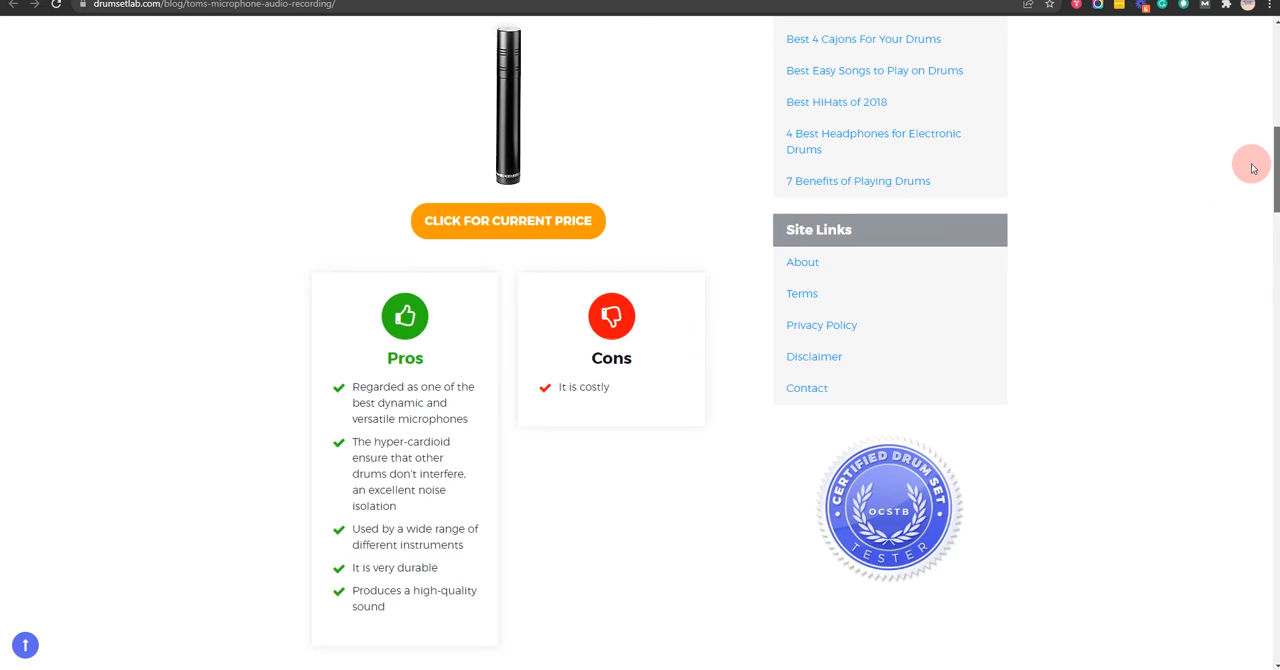 drumsetlab.com/blog/toms-microphone-audio-recording/
CLICK FOR CURRENT PRICE
Pros
Regarded as one of the
best dynamic and
versatile microphones
The hyper-cardioid
ensure that other
drums don't interfere,
an excellent noise
isolation
Used by a wide range of
different instruments
It is very durable
Produces a high-quality
sound
Cons
It is costly
Best 4 Cajons For Your Drums
Best Easy Songs to Play on Drums
Best HiHats of 2018
4 Best Headphones for Electronic
Drums
7 Benefits of Playing Drums
Site Links
About
Terms
Privacy Policy
Disclaimer
Contact
CERTIFIED DRUM SET
OCSTB
TESTER